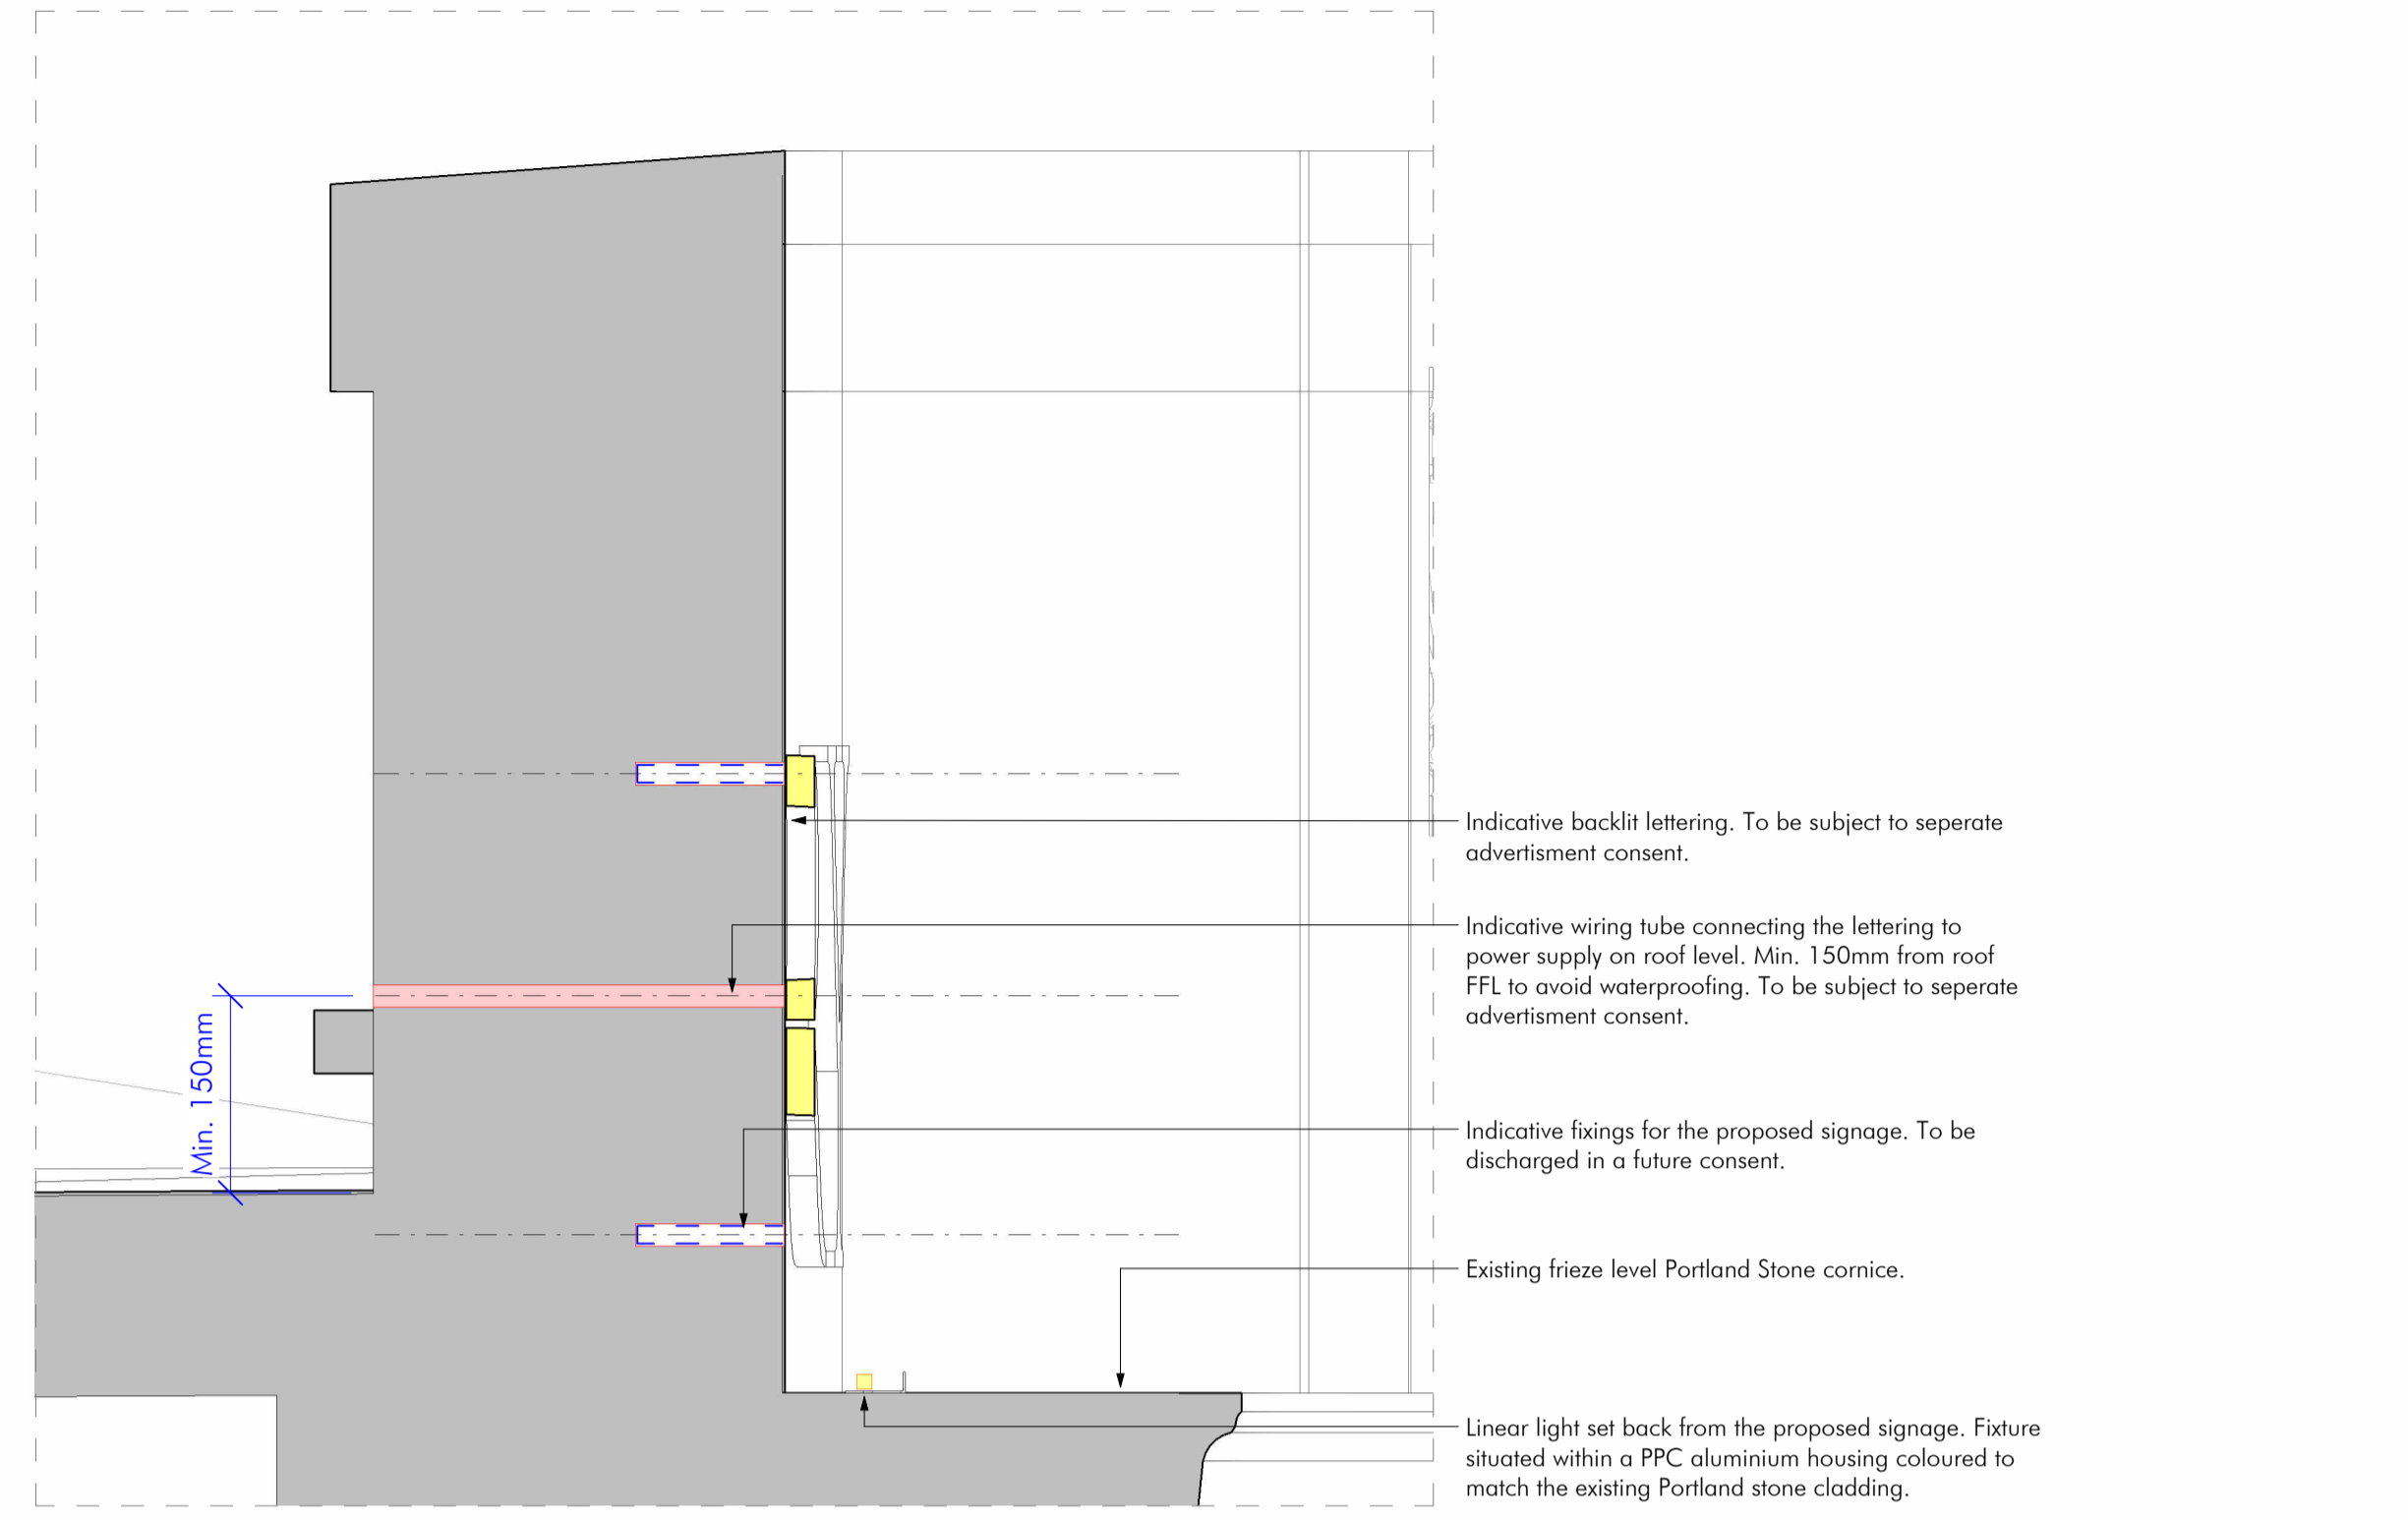 Indicative backlit lettering. To be subject to seperate
advertisment consent.
Indicative wiring tube connecting the lettering to
power supply on roof level. Min. 150mm from roof
FFL to avoid waterproofing. To be subject to seperate
advertisment consent.
Min. 150mm
Indicative fixings for the proposed signage. To be
discharged in a future consent.
Existing frieze level Portland Stone cornice.
Linear light set back from the proposed signage. Fixture
situated within a PPC aluminium housing coloured to
match the existing Portland stone cladding.